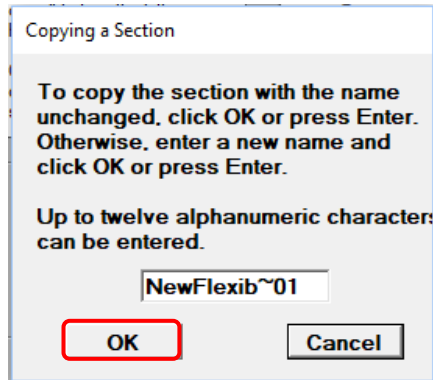 Copying a Section
To copy the section with the name
unchanged, click OK or press Enter.
Otherwise, enter a new name and
click OK or press Enter.
Up to twelve alphanumeric characters
can be entered.
NewFlexib~01
OK
Cancel